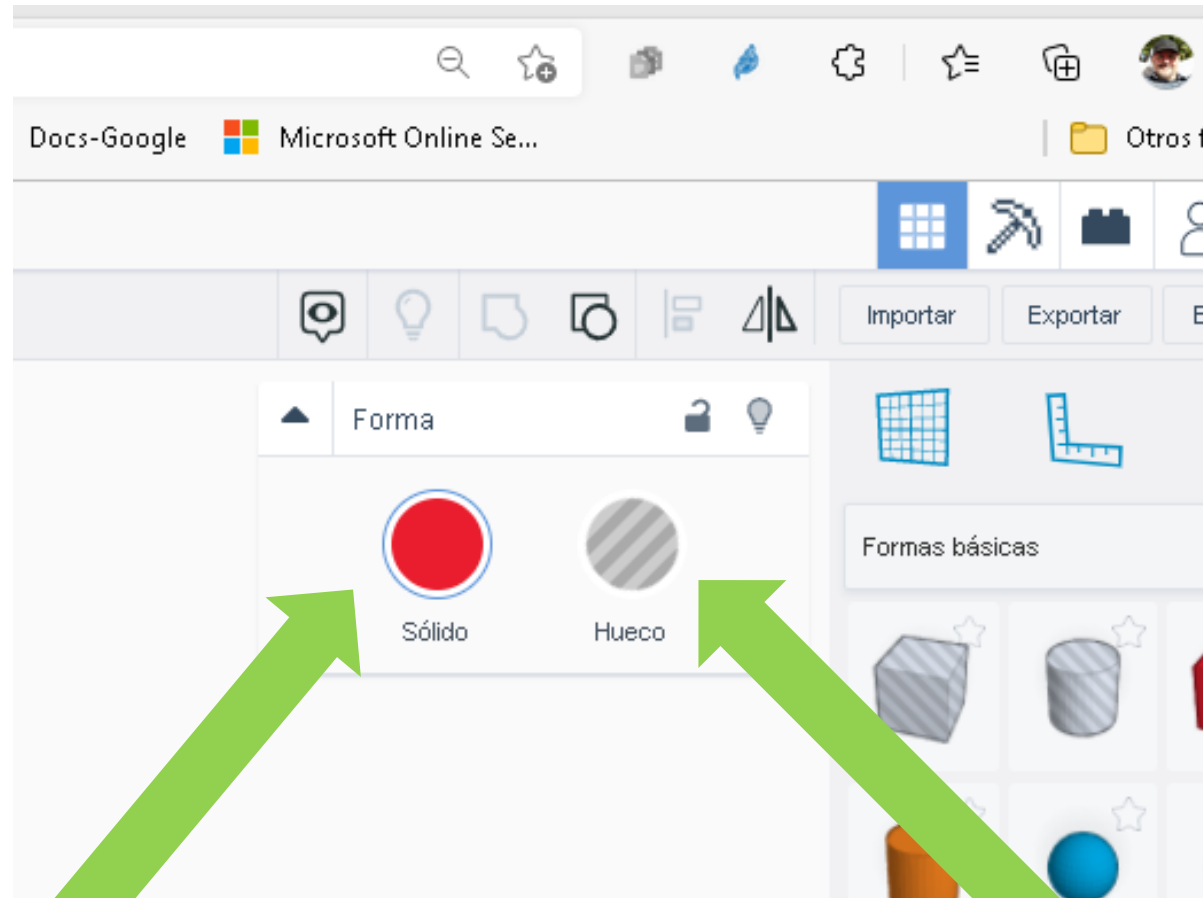 Docs-Google Microsoft Online Se... Otros f
Importar Exportar E
Forma
Formas básicas
Sólido Hueco